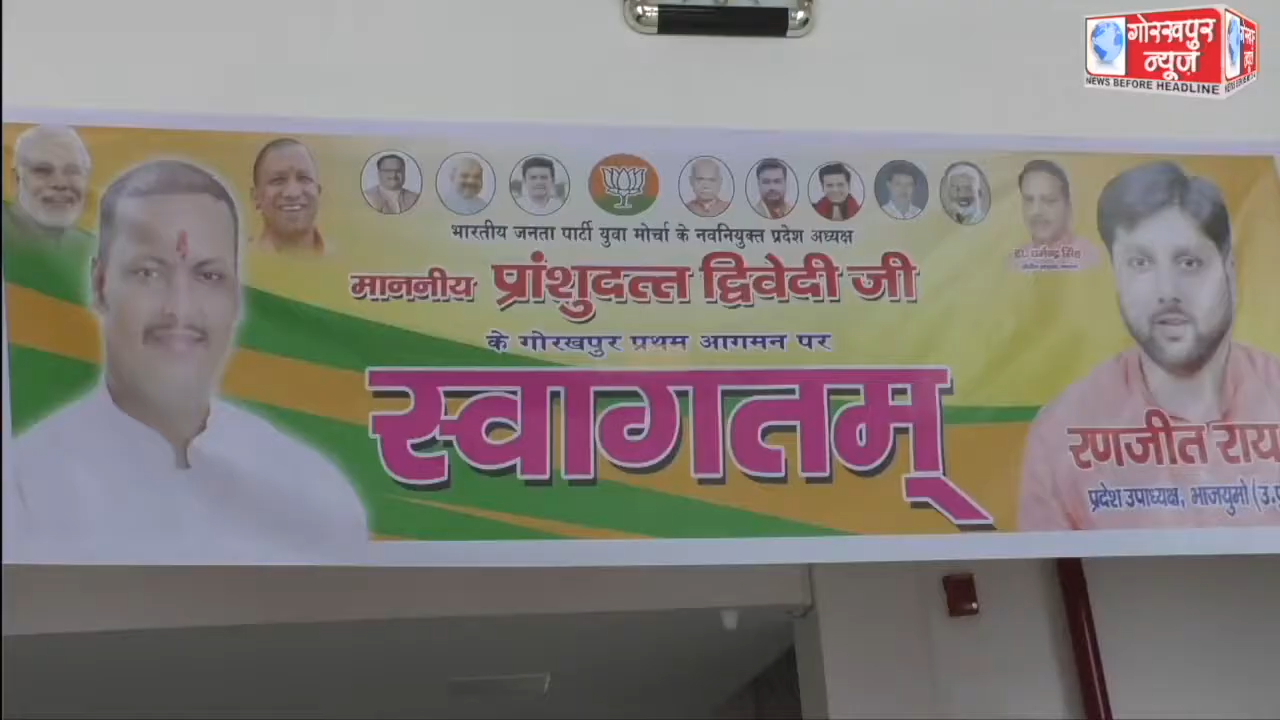 गोरखपुर
न्यूज़
NEWS BEFORE HEADLINE
भारतीय जनता पार्टी युवा मोर्चा के नवनियुक्त प्रदेश अध्यक्ष
डा. धर्मेन्द्र सिंह
माननीय प्रांशुदत्त द्विवेदी जी
के गोरखपुर प्रथम आगमन पर
स्वागतम्
रणजीत राय
प्रदेश उपाध्यक्ष, भाजयुमो (उ.प्र